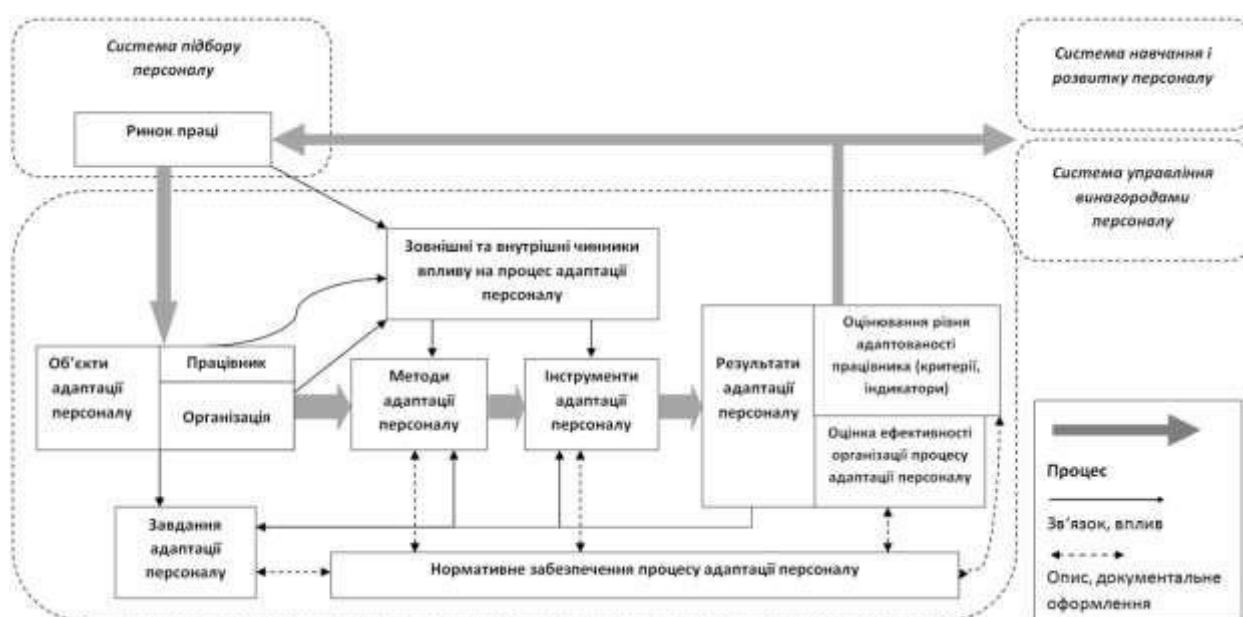 Система підбору
персоналу
Ринок праці
Система навчання і
розвитку персоналу
Система управління
винагородами
персоналу
Зовнішні та внутрішні чинники
впливу на процес адаптації
персоналу
Об'єкти
адаптації
персоналу
Працівник
Організація
Методи
адаптації
персоналу
Інструменти
адаптації
персоналу
Результати
адаптації
персоналу
Оцінювання рівня
адаптованості
працівника (критерії,
індикатори)
Оцінка ефективності
організації процесу
адаптації персоналу
Завдання
адаптації
персоналу
Нормативне забезпечення процесу адаптації персоналу
Процес
Зв'язок, вплив
Опис, документальне
оформлення